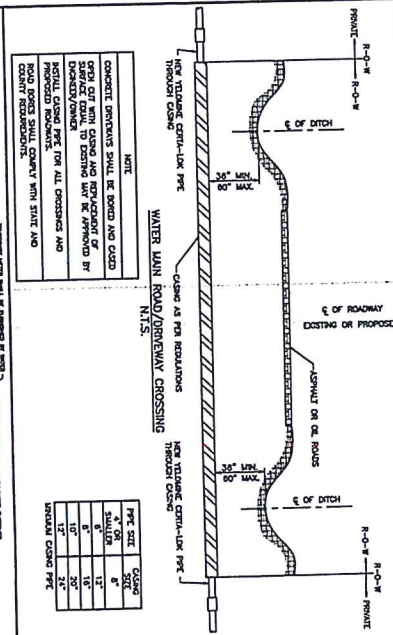 PRIVATE
R-O-W
R-O-W
℄ OF DITCH
36" MIN.
60" MAX.
NEW YELOMINE CERTA-LOK PIPE
THROUGH CASING
℄ OF ROADWAY
EXISTING OR PROPOSED
ASPHALT OR OIL ROADS
CASING AS PER REGULATIONS
R-O-W
R-O-W
PRIVATE
℄ OF DITCH
36" MIN.
60" MAX.
NEW YELOMINE CERTA-LOK PIPE
THROUGH CASING
WATER MAIN ROAD/DRIVEWAY CROSSING
N.T.S.
NOTE
CONCRETE DRIVEWAYS SHALL BE BORED AND CASED
OPEN CUT WITH CASING AND REPLACEMENT OF
SURFACE EQUAL TO EXISTING MAY BE APPROVED BY
ENGINEER/OWNER
INSTALL CASING PIPE FOR ALL CROSSINGS AND
PROPOSED ROADWAYS.
ROAD BORES SHALL COMPLY WITH STATE AND
COUNTY REQUIREMENTS.
PIPE SIZE CASING SIZE
4" OR SMALLER 8"
6" 12"
8" 16"
10" 20"
12" 24"
MINIMUM CASING PIPE